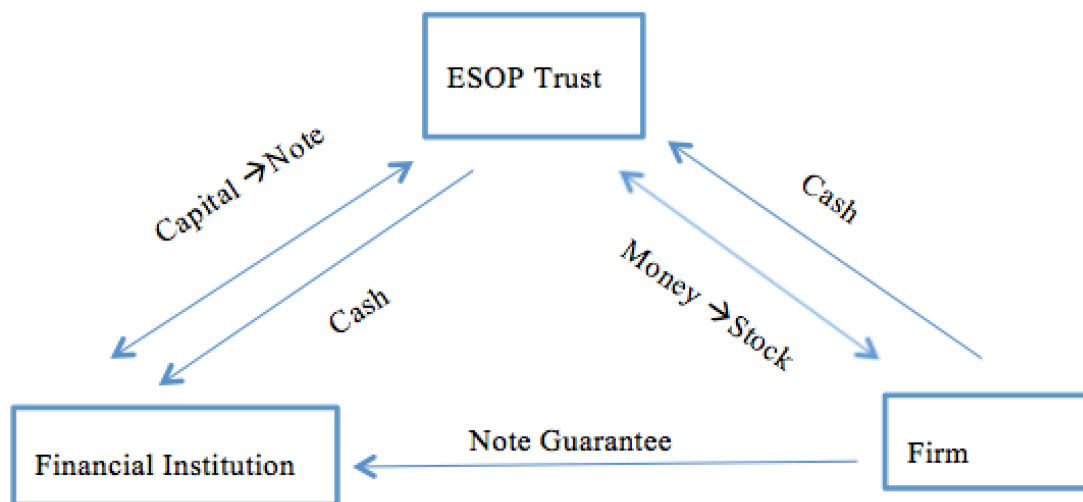 ESOP Trust
Capital →Note
Cash
Cash
Money →Stock
Note Guarantee
Financial Institution
Firm